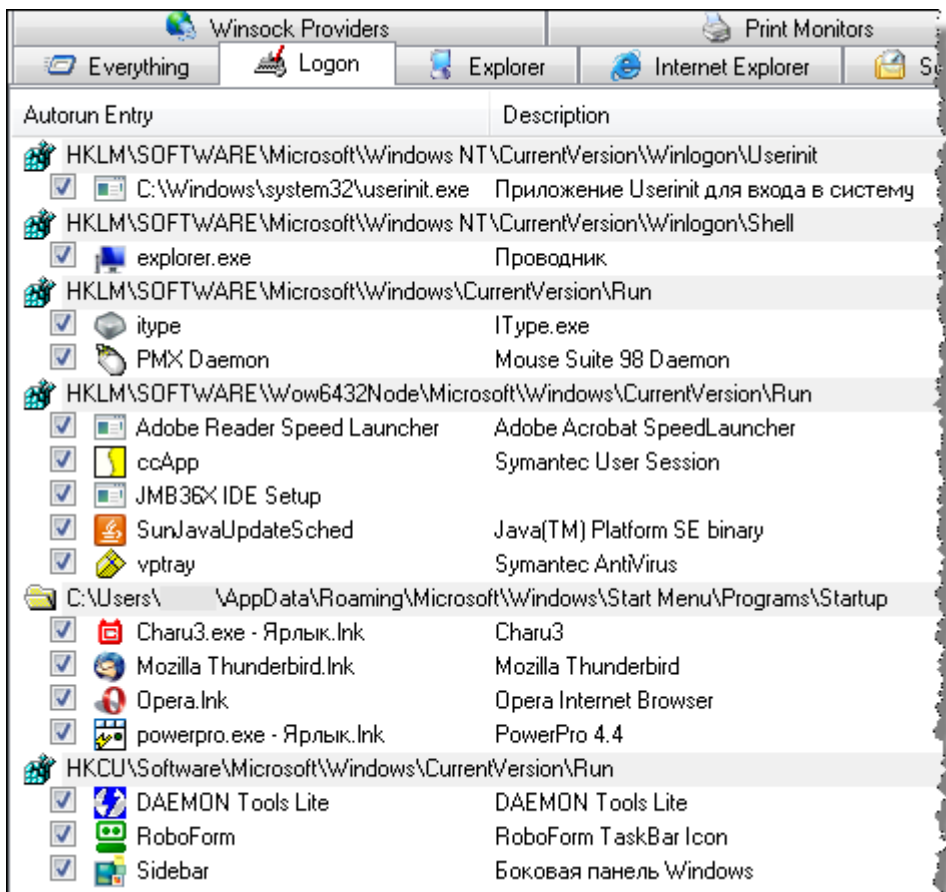 Winsock Providers Print Monitors
Everything Logon Explorer Internet Explorer
Autorun Entry Description
HKLM\SOFTWARE\Microsoft\Windows NT\CurrentVersion\Winlogon\Userinit
C:\Windows\system32\userinit.exe Приложение Userinit для входа в систему
HKLM\SOFTWARE\Microsoft\Windows NT\CurrentVersion\Winlogon\Shell
explorer.exe Проводник
HKLM\SOFTWARE\Microsoft\Windows\CurrentVersion\Run
itype IType.exe
PMX Daemon Mouse Suite 98 Daemon
HKLM\SOFTWARE\Wow6432Node\Microsoft\Windows\CurrentVersion\Run
Adobe Reader Speed Launcher Adobe Acrobat SpeedLauncher
ccApp Symantec User Session
JMB36X IDE Setup
SunJavaUpdateSched Java(TM) Platform SE binary
vptray Symantec AntiVirus
C:\Users\ \AppData\Roaming\Microsoft\Windows\Start Menu\Programs\Startup
Charu3.exe - Ярлык.lnk Charu3
Mozilla Thunderbird.lnk Mozilla Thunderbird
Opera.lnk Opera Internet Browser
powerpro.exe - Ярлык.lnk PowerPro 4.4
HKCU\Software\Microsoft\Windows\CurrentVersion\Run
DAEMON Tools Lite DAEMON Tools Lite
RoboForm RoboForm TaskBar Icon
Sidebar Боковая панель Windows